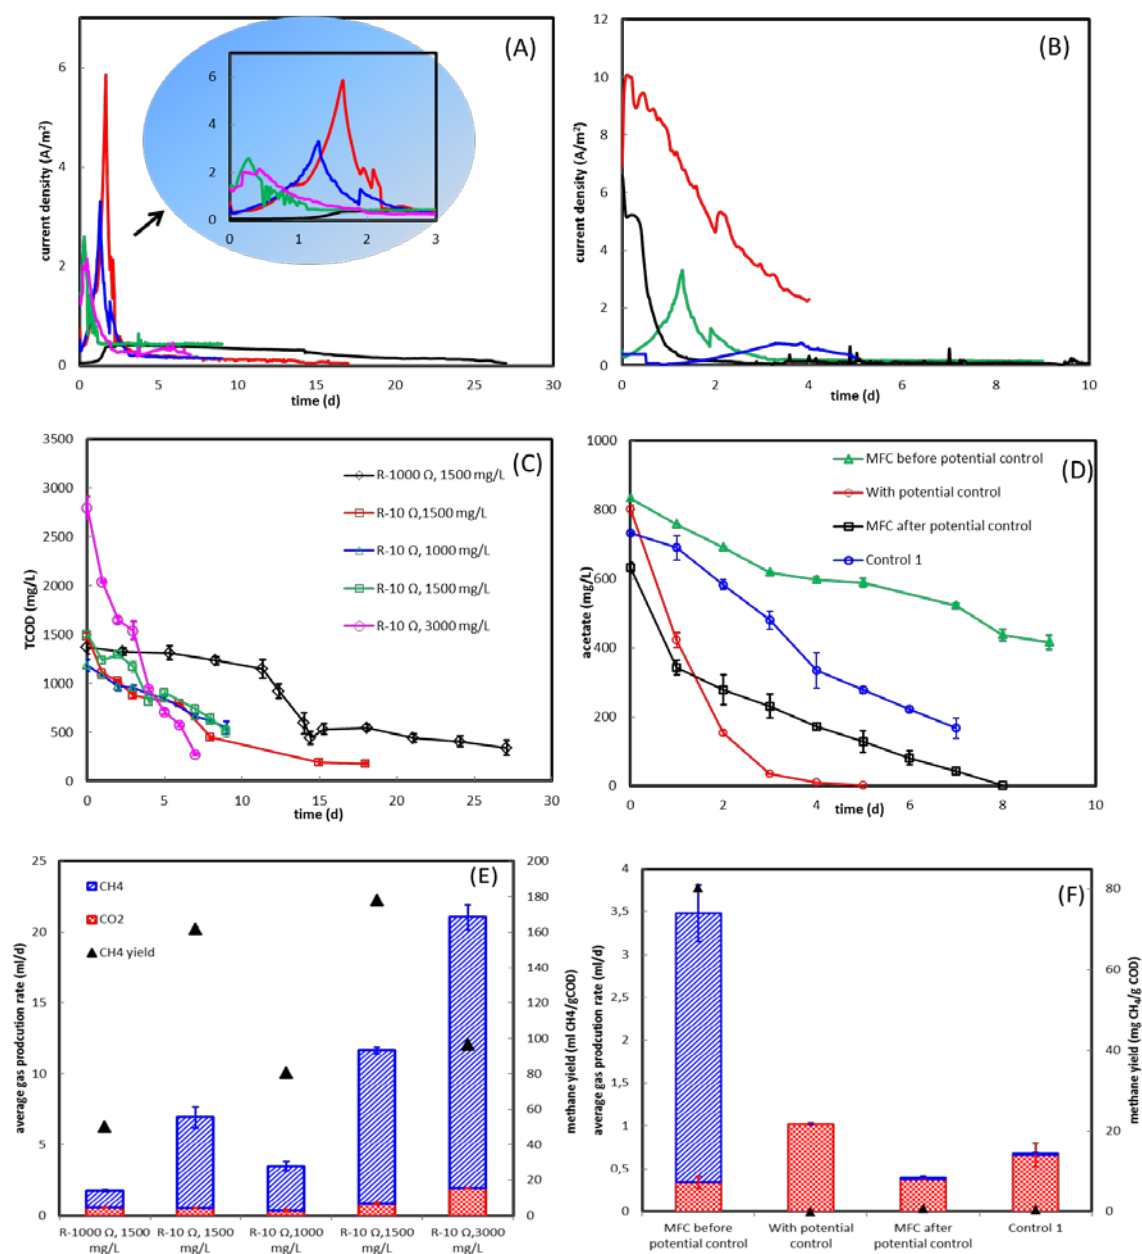 (A)
current density (A/m²)
6
4
2
0
6
4
2
0
0 1 2 3
0 5 10 15 20 25 30
time (d)
(B)
current density (A/m²)
12
10
8
6
4
2
0
0 2 4 6 8 10
time (d)
(C)
TCOD (mg/L)
3500
3000
2500
2000
1500
1000
500
0
R-1000 Ω, 1500 mg/L
R-10 Ω,1500 mg/L
R-10 Ω, 1000 mg/L
R-10 Ω, 1500 mg/L
R-10 Ω, 3000 mg/L
0 5 10 15 20 25 30
time (d)
(D)
acetate (mg/L)
1000
800
600
400
200
0
MFC before potential control
With potential control
MFC after potential control
Control 1
0 2 4 6 8 10
time (d)
(E)
average gas prodcution rate (ml/d)
25
20
15
10
5
0
CH4
CO2
CH4 yield
200
180
160
140
120
100
80
60
40
20
0
methane yield (ml CH4/gCOD)
R-1000 Ω, 1500 mg/L
R-10 Ω, 1500 mg/L
R-10 Ω,1000 mg/L
R-10 Ω,1500 mg/L
R-10 Ω,3000 mg/L
(F)
average gas prodcution rate (ml/d)
4
3,5
3
2,5
2
1,5
1
0,5
0
80
60
40
20
0
methane yield (mg CH₄/g COD)
MFC before potential control
With potential control
MFC after potential control
Control 1